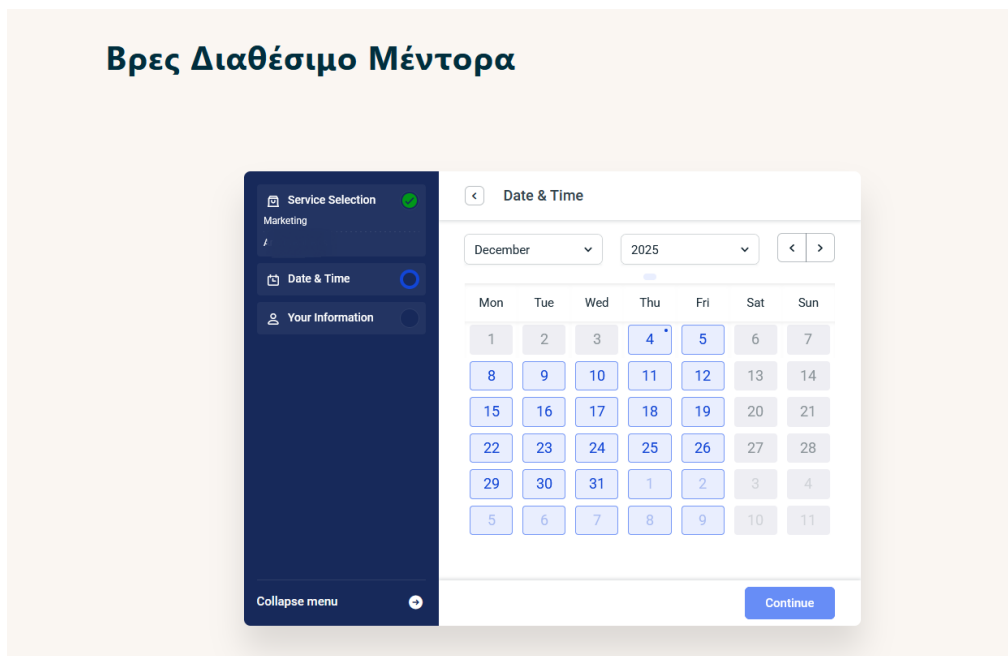 Βρες Διαθέσιμο Μέντορα
Service Selection
Marketing
Date & Time
Your Information
Collapse menu
Date & Time
December 2025
Mon Tue Wed Thu Fri Sat Sun
1 2 3 4 5 6 7
8 9 10 11 12 13 14
15 16 17 18 19 20 21
22 23 24 25 26 27 28
29 30 31 1 2 3 4
5 6 7 8 9 10 11
Continue